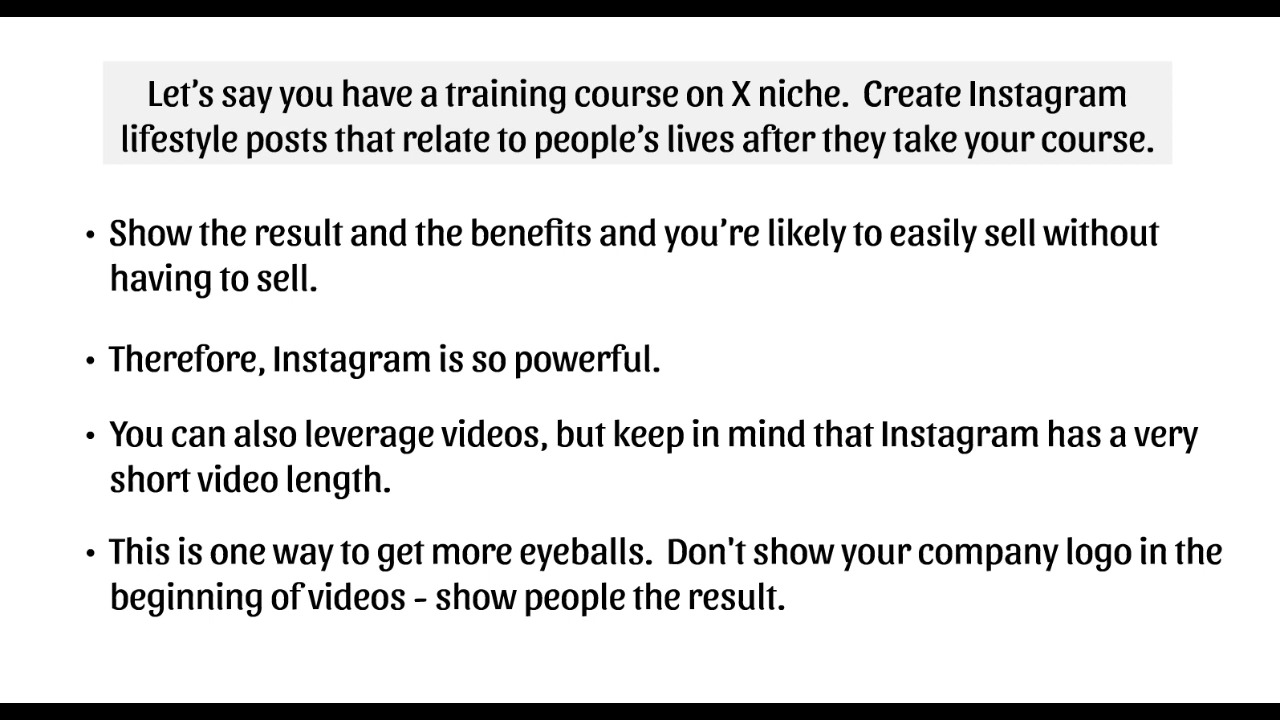 Let’s say you have a training course on X niche.  Create Instagram
lifestyle posts that relate to people’s lives after they take your course.
• Show the result and the benefits and you’re likely to easily sell without
having to sell.
• Therefore, Instagram is so powerful.
• You can also leverage videos, but keep in mind that Instagram has a very
short video length.
• This is one way to get more eyeballs.  Don't show your company logo in the
beginning of videos - show people the result.